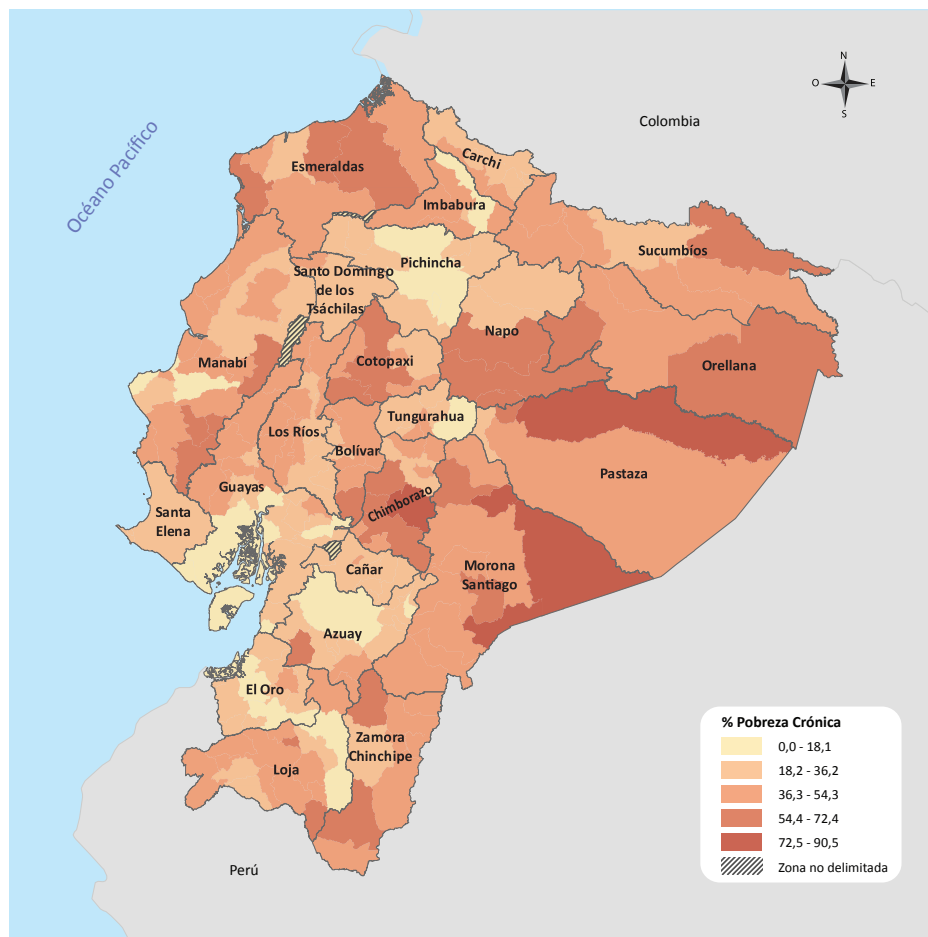 N
O
E
S
Colombia
Océano Pacífico
Carchi
Esmeraldas
Imbabura
Sucumbíos
Pichincha
Santo Domingo
de los
Tsáchilas
Napo
Manabí
Cotopaxi
Orellana
Tungurahua
Los Ríos
Bolívar
Pastaza
Guayas
Chimborazo
Santa
Elena
Cañar
Morona
Santiago
Azuay
El Oro
Zamora
Chinchipe
Loja
Perú
% Pobreza Crónica
0,0 - 18,1
18,2 - 36,2
36,3 - 54,3
54,4 - 72,4
72,5 - 90,5
Zona no delimitada